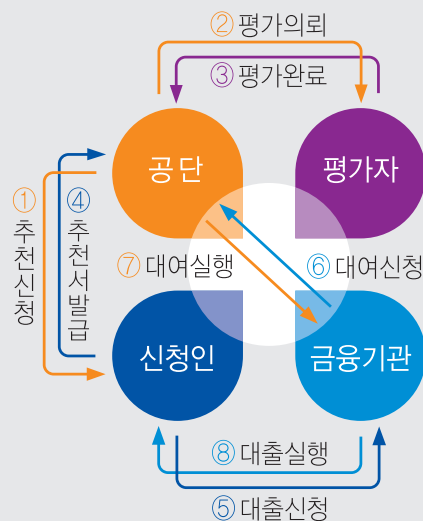 ② 평가의뢰
③ 평가완료
공단
평가자
① 추천신청
④ 추천서발급
⑦ 대여실행
⑥ 대여신청
신청인
금융기관
⑧ 대출실행
⑤ 대출신청